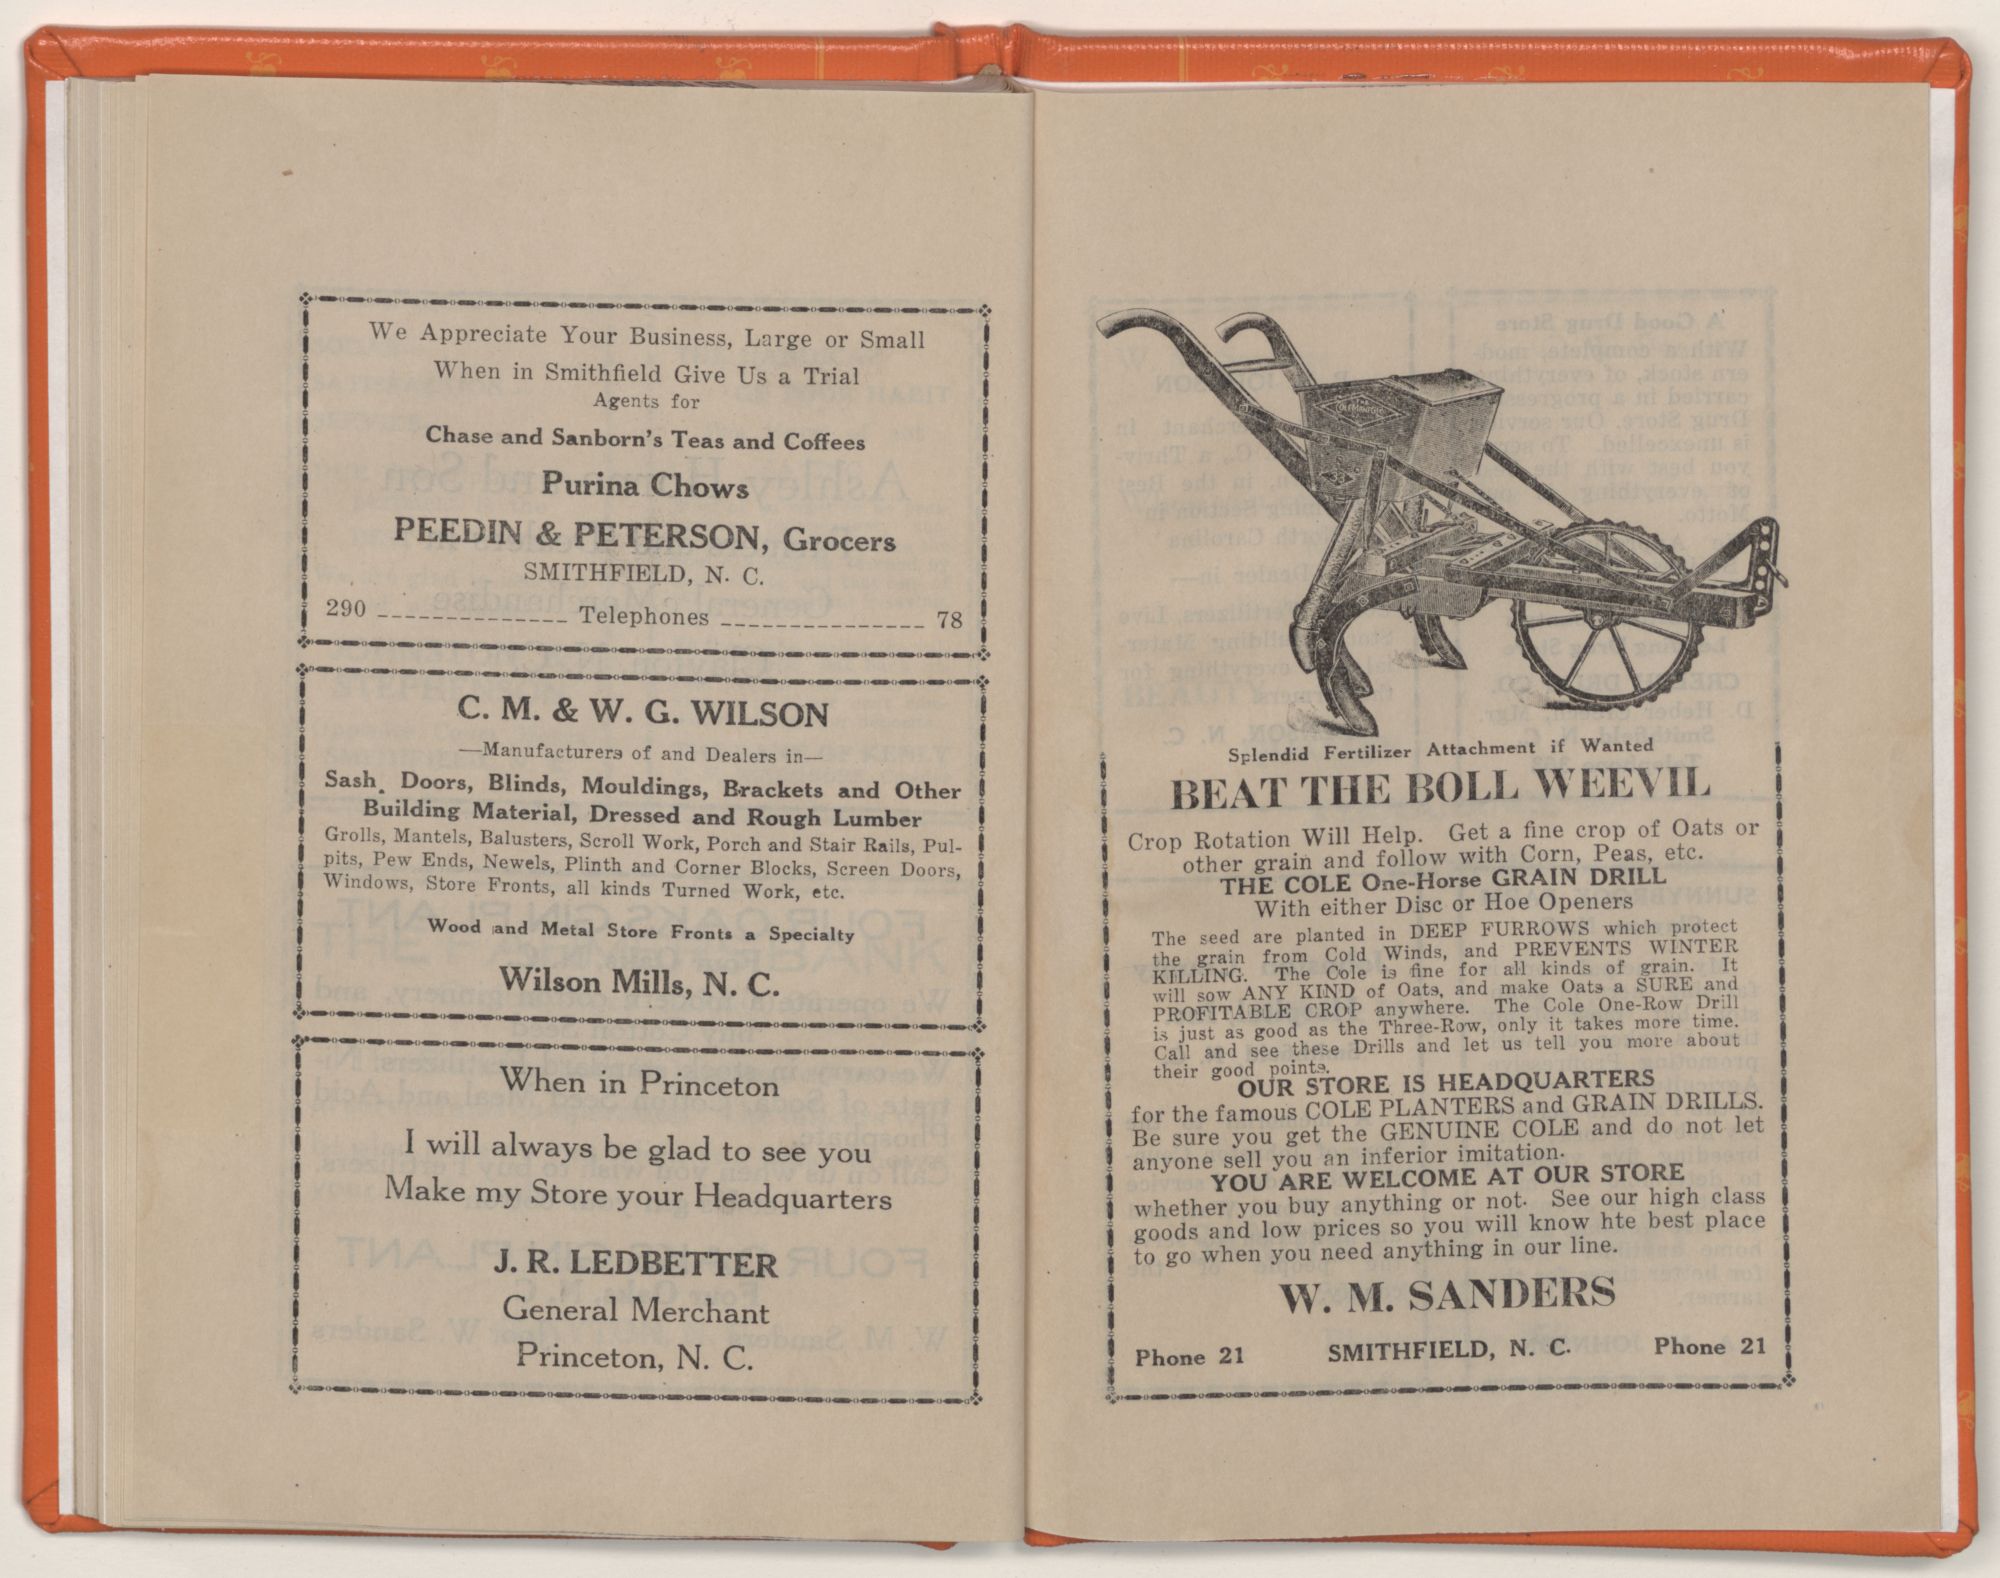 We Appreciate Your Business, Large or Small
When in Smithfield Give Us a Trial
Agents for
Chase and Sanborn's Teas and Coffees
Purina Chows
PEEDIN & PETERSON, Grocers
SMITHFIELD, N. C.
290 ______________ Telephones _______________ 78
C. M. & W. G. WILSON
—Manufacturers of and Dealers in—
Sash. Doors, Blinds, Mouldings, Brackets and Other
Building Material, Dressed and Rough Lumber
Grolls, Mantels, Balusters, Scroll Work, Porch and Stair Rails, Pul-
pits, Pew Ends, Newels, Plinth and Corner Blocks, Screen Doors,
Windows, Store Fronts, all kinds Turned Work, etc.
Wood and Metal Store Fronts a Specialty
Wilson Mills, N. C.
When in Princeton
I will always be glad to see you
Make my Store your Headquarters
J. R. LEDBETTER
General Merchant
Princeton, N. C.
Splendid Fertilizer Attachment if Wanted
BEAT THE BOLL WEEVIL
Crop Rotation Will Help. Get a fine crop of Oats or
other grain and follow with Corn, Peas, etc.
THE COLE One-Horse GRAIN DRILL
With either Disc or Hoe Openers
The seed are planted in DEEP FURROWS which protect
the grain from Cold Winds, and PREVENTS WINTER
KILLING. The Cole is fine for all kinds of grain. It
will sow ANY KIND of Oats, and make Oats a SURE and
PROFITABLE CROP anywhere. The Cole One-Row Drill
is just as good as the Three-Row, only it takes more time.
Call and see these Drills and let us tell you more about
their good points.
OUR STORE IS HEADQUARTERS
for the famous COLE PLANTERS and GRAIN DRILLS.
Be sure you get the GENUINE COLE and do not let
anyone sell you an inferior imitation.
YOU ARE WELCOME AT OUR STORE
whether you buy anything or not. See our high class
goods and low prices so you will know hte best place
to go when you need anything in our line.
W. M. SANDERS
Phone 21 SMITHFIELD, N. C. Phone 21